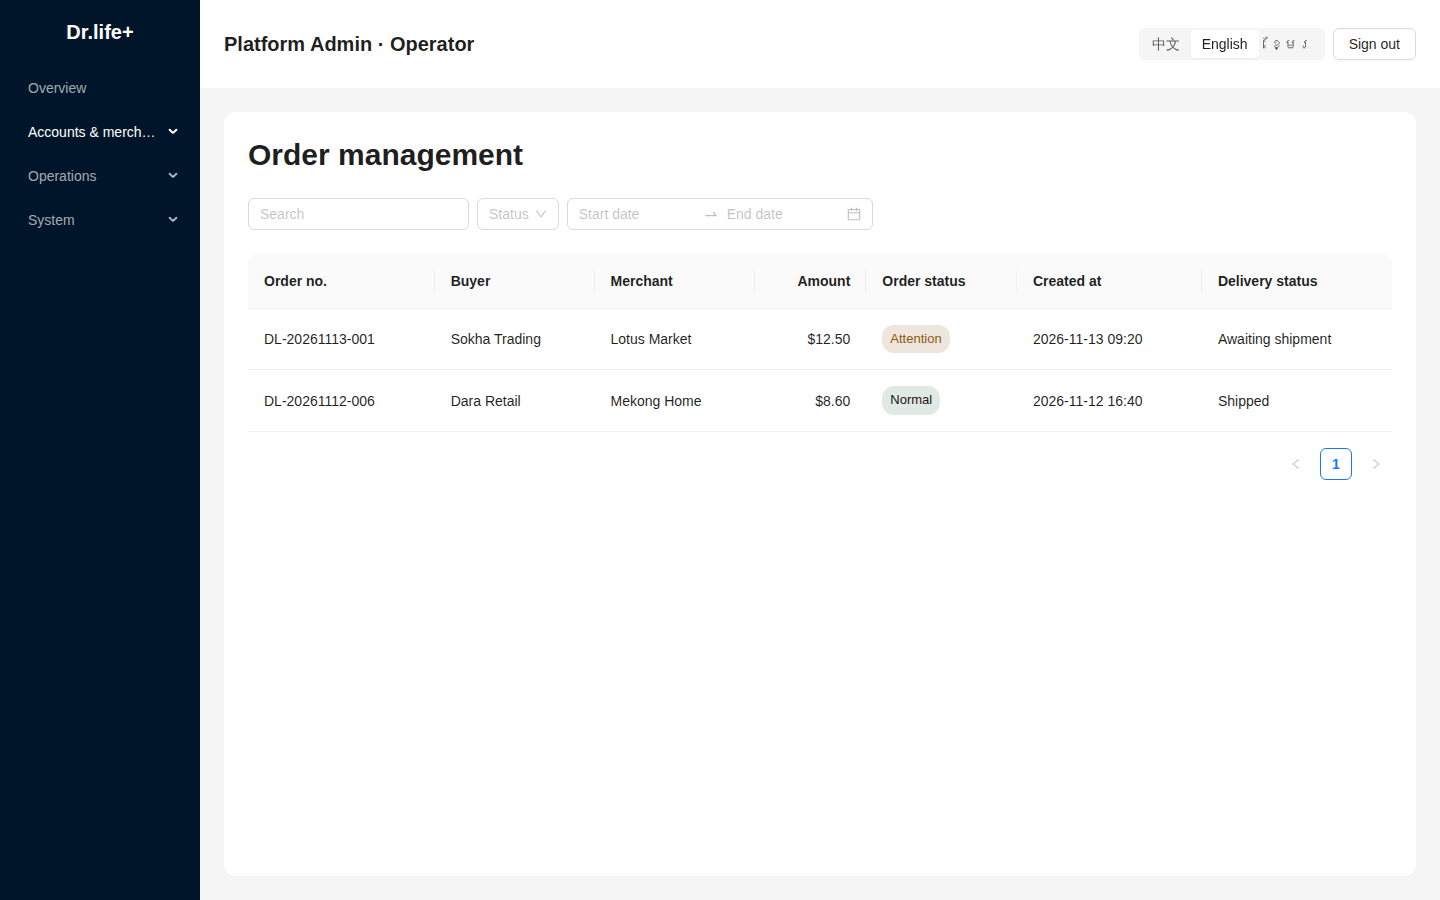 Dr.life+
Overview
Accounts & merch...
Operations
System
Platform Admin · Operator
中文 English ខ្មែរ Sign out
Order management
Search Status Start date End date
Order no. Buyer Merchant Amount Order status Created at Delivery status
DL-20261113-001 Sokha Trading Lotus Market $12.50 Attention 2026-11-13 09:20 Awaiting shipment
DL-20261112-006 Dara Retail Mekong Home $8.60 Normal 2026-11-12 16:40 Shipped
1